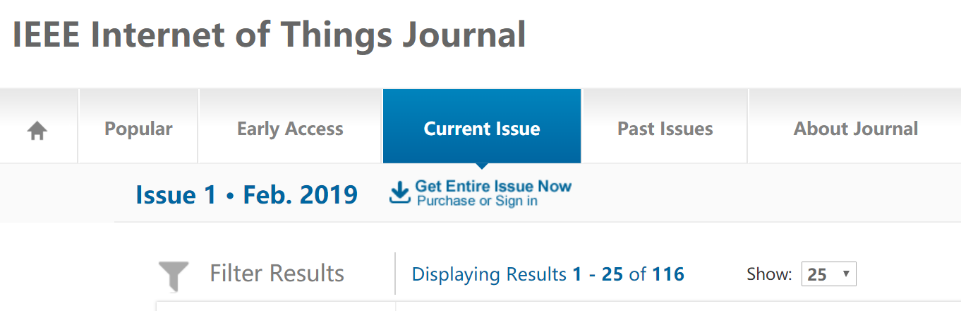 IEEE Internet of Things Journal
Popular Early Access Current Issue Past Issues About Journal
Issue 1 • Feb. 2019 Get Entire Issue Now
Purchase or Sign in
Filter Results Displaying Results 1 - 25 of 116 Show: 25